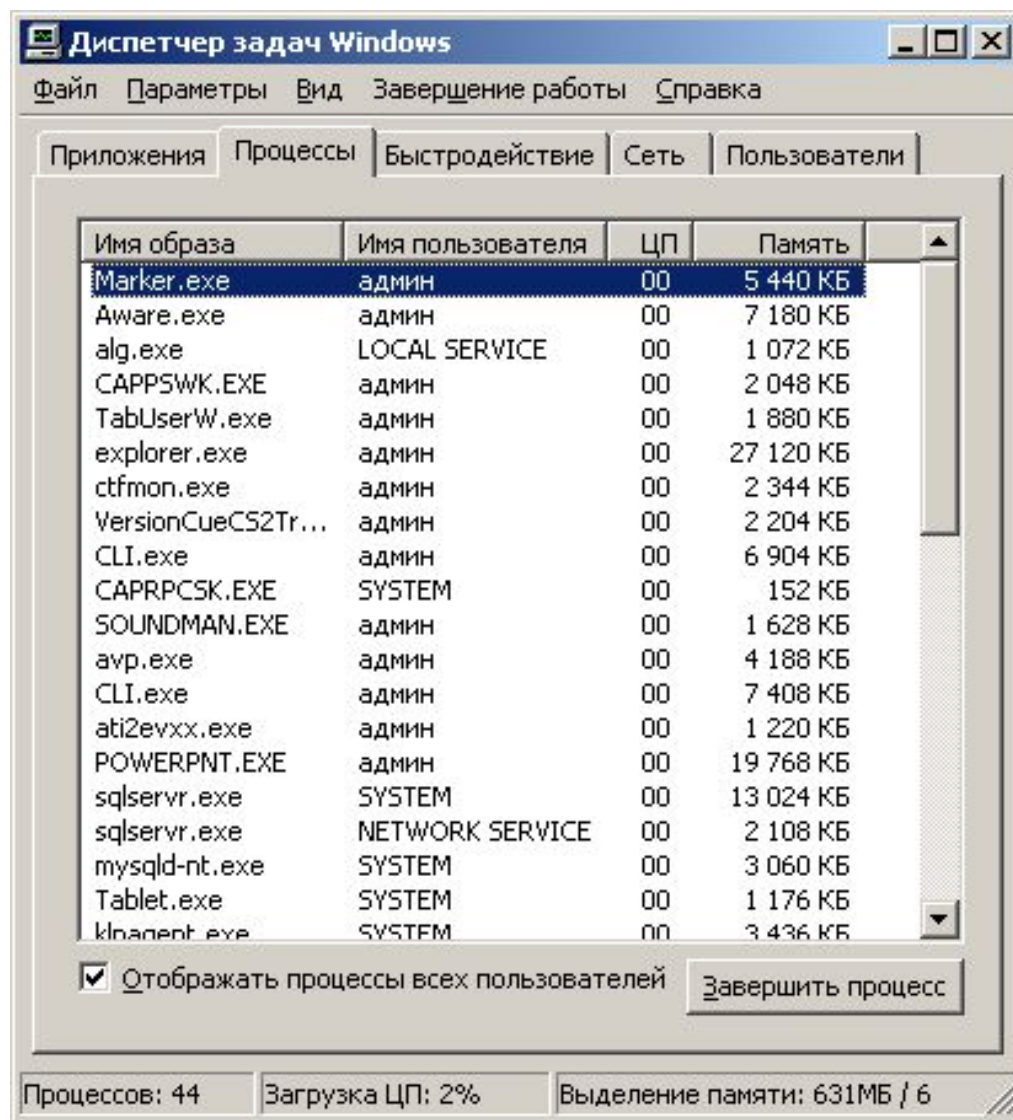 Диспетчер задач Windows
Файл Параметры Вид Завершение работы Справка
Приложения Процессы Быстродействие Сеть Пользователи
Имя образа Имя пользователя ЦП Память
Marker.exe админ 00 5 440 КБ
Aware.exe админ 00 7 180 КБ
alg.exe LOCAL SERVICE 00 1 072 КБ
CAPPSWK.EXE админ 00 2 048 КБ
TabUserW.exe админ 00 1 880 КБ
explorer.exe админ 00 27 120 КБ
ctfmon.exe админ 00 2 344 КБ
VersionCueCS2Tr... админ 00 2 204 КБ
CLI.exe админ 00 6 904 КБ
CAPRPCSK.EXE SYSTEM 00 152 КБ
SOUNDMAN.EXE админ 00 1 628 КБ
avp.exe админ 00 4 188 КБ
CLI.exe админ 00 7 408 КБ
ati2evxx.exe админ 00 1 220 КБ
POWERPNT.EXE админ 00 19 768 КБ
sqlservr.exe SYSTEM 00 13 024 КБ
sqlservr.exe NETWORK SERVICE 00 2 108 КБ
mysqld-nt.exe SYSTEM 00 3 060 КБ
Tablet.exe SYSTEM 00 1 176 КБ
klnagent.exe SYSTEM 00 3 436 КБ
Отображать процессы всех пользователей Завершить процесс
Процессов: 44 Загрузка ЦП: 2% Выделение памяти: 631МБ / 6